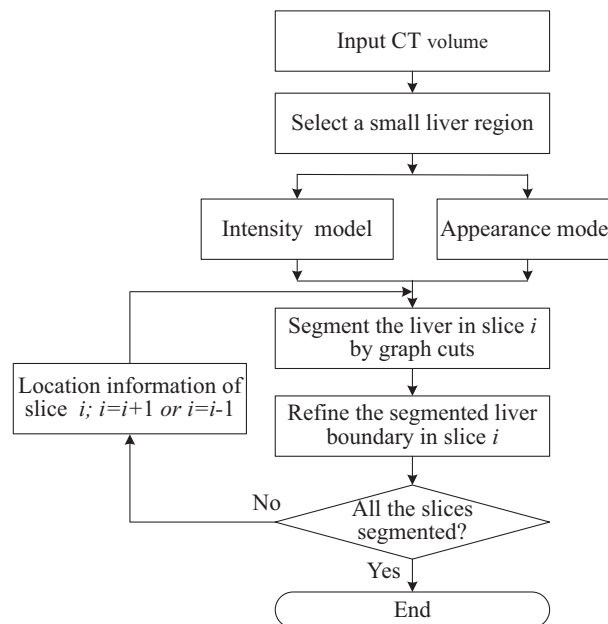 Input CT volume
Select a small liver region
Intensity model
Appearance mode
Segment the liver in slice i
by graph cuts
Location information of
slice i; i=i+1 or i=i-1
Refine the segmented liver
boundary in slice i
No
All the slices
segmented?
Yes
End